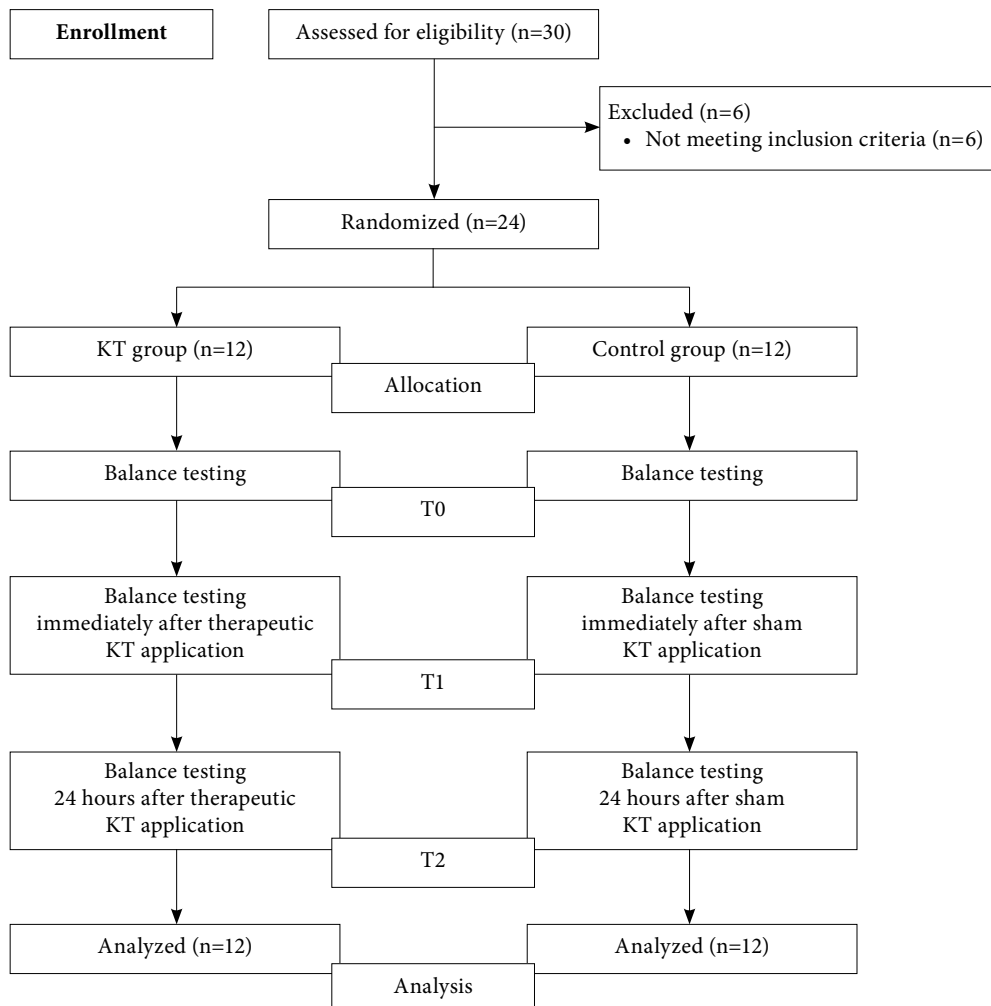 Enrollment
Assessed for eligibility (n=30)
Excluded (n=6)
• Not meeting inclusion criteria (n=6)
Randomized (n=24)
KT group (n=12)
Control group (n=12)
Allocation
Balance testing
Balance testing
T0
Balance testing
immediately after therapeutic
KT application
Balance testing
immediately after sham
KT application
T1
Balance testing
24 hours after therapeutic
KT application
Balance testing
24 hours after sham
KT application
T2
Analyzed (n=12)
Analyzed (n=12)
Analysis